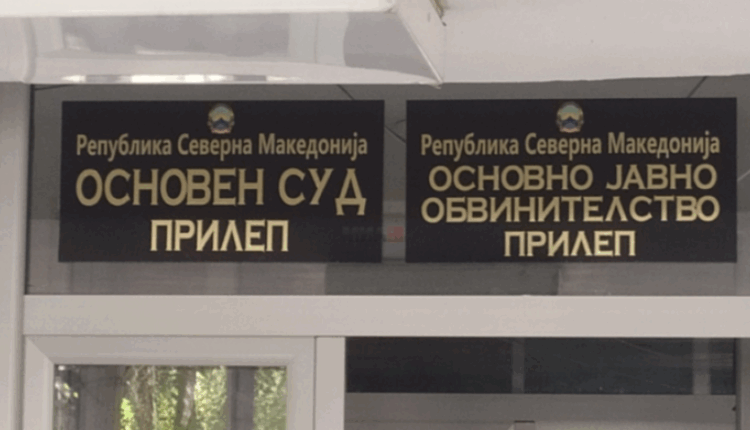 Република Северна Македонија
ОСНОВЕН СУД
ПРИЛЕП
Република Северна Македонија
ОСНОВНО ЈАВНО
ОБВИНИТЕЛСТВО
ПРИЛЕП